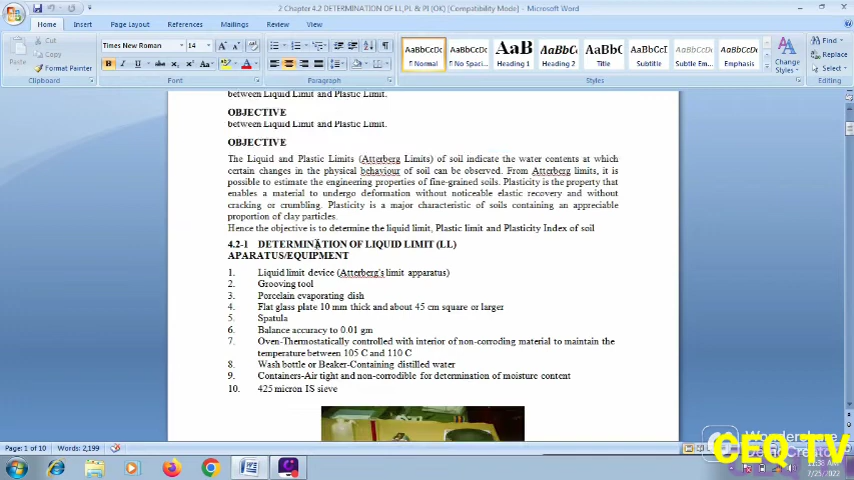 2 Chapter 4.2 DETERMINATION OF LL,PL & PI [OK] [Compatibility Mode] - Microsoft Word
Home Insert Page Layout References Mailings Review View
Cut
Copy
Format Painter
Paste
Times New Roman 14
Clipboard Font Paragraph Styles Editing
AaBbCcDc AaBbCcDc AaB AaBbCc AaBbC AaBbCcDc AaBbCcDc AaBbCcDc
¶ Normal ¶ No Spaci... Heading 1 Heading 2 Title Subtitle Subtle Em... Emphasis
Change Styles
Find
Replace
Select
between Liquid Limit and Plastic Limit.
OBJECTIVE
between Liquid Limit and Plastic Limit.
OBJECTIVE
The Liquid and Plastic Limits (Atterberg Limits) of soil indicate the water contents at which
certain changes in the physical behaviour of soil can be observed. From Atterberg limits, it is
possible to estimate the engineering properties of fine-grained soils. Plasticity is the property that
enables a material to undergo deformation without noticeable elastic recovery and without
cracking or crumbling. Plasticity is a major characteristic of soils containing an appreciable
proportion of clay particles.
Hence the objective is to determine the liquid limit, Plastic limit and Plasticity Index of soil
4.2-1 DETERMINATION OF LIQUID LIMIT (LL)
APARATUS/EQUIPMENT
1. Liquid limit device (Atterberg's limit apparatus)
2. Grooving tool
3. Porcelain evaporating dish
4. Flat glass plate 10 mm thick and about 45 cm square or larger
5. Spatula
6. Balance accuracy to 0.01 gm
7. Oven-Thermostatically controlled with interior of non-corroding material to maintain the
temperature between 105 C and 110 C
8. Wash bottle or Beaker-Containing distilled water
9. Containers-Air tight and non-corrodible for determination of moisture content
10. 425 micron IS sieve
Page: 1 of 10 Words: 2,199
Wondershare
CEQ TV
11:38 AM
7/25/2022